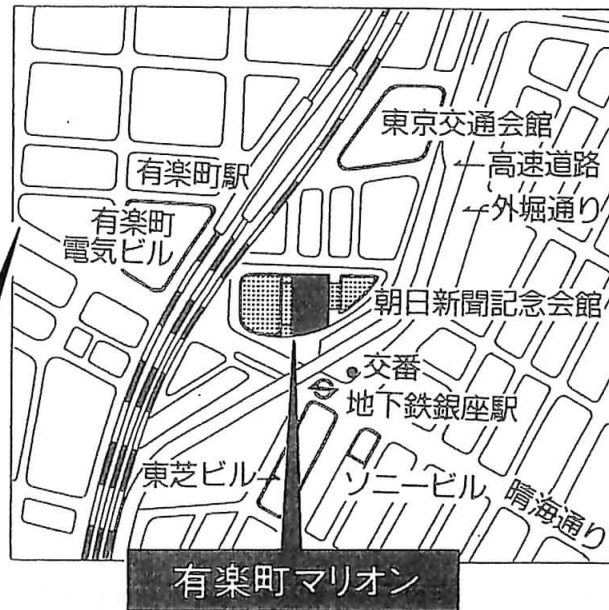 東京交通会館
高速道路
外堀通り
有楽町駅
有楽町
電気ビル
朝日新聞記念会館
交番
地下鉄銀座駅
東芝ビル
ソニービル
晴海通り
有楽町マリオン